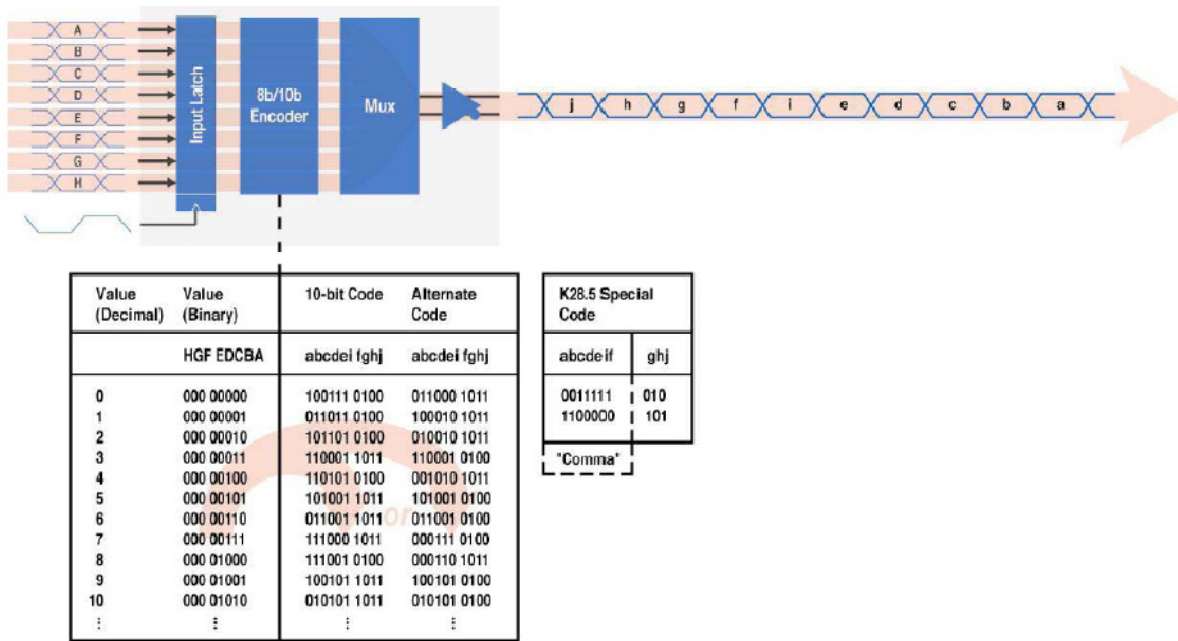 A
B
C
D
E
F
G
H
Input Latch
8b/10b
Encoder
Mux
j h g f i e d c b a
Value (Decimal) Value (Binary) 10-bit Code Alternate Code
HGF EDCBA abcdei fghj abcdei fghj
0 000 00000 100111 0100 011000 1011
1 000 00001 011011 0100 100010 1011
2 000 00010 101101 0100 010010 1011
3 000 00011 110001 1011 110001 0100
4 000 00100 110101 0100 001010 1011
5 000 00101 101001 1011 101001 0100
6 000 00110 011001 1011 011001 0100
7 000 00111 111000 1011 000111 0100
8 000 01000 111001 0100 000110 1011
9 000 01001 100101 1011 100101 0100
10 000 01010 010101 1011 010101 0100
⋮ ⋮ ⋮ ⋮
or
K28.5 Special
Code
abcdeif ghj
0011111 010
1100000 101
"Comma"